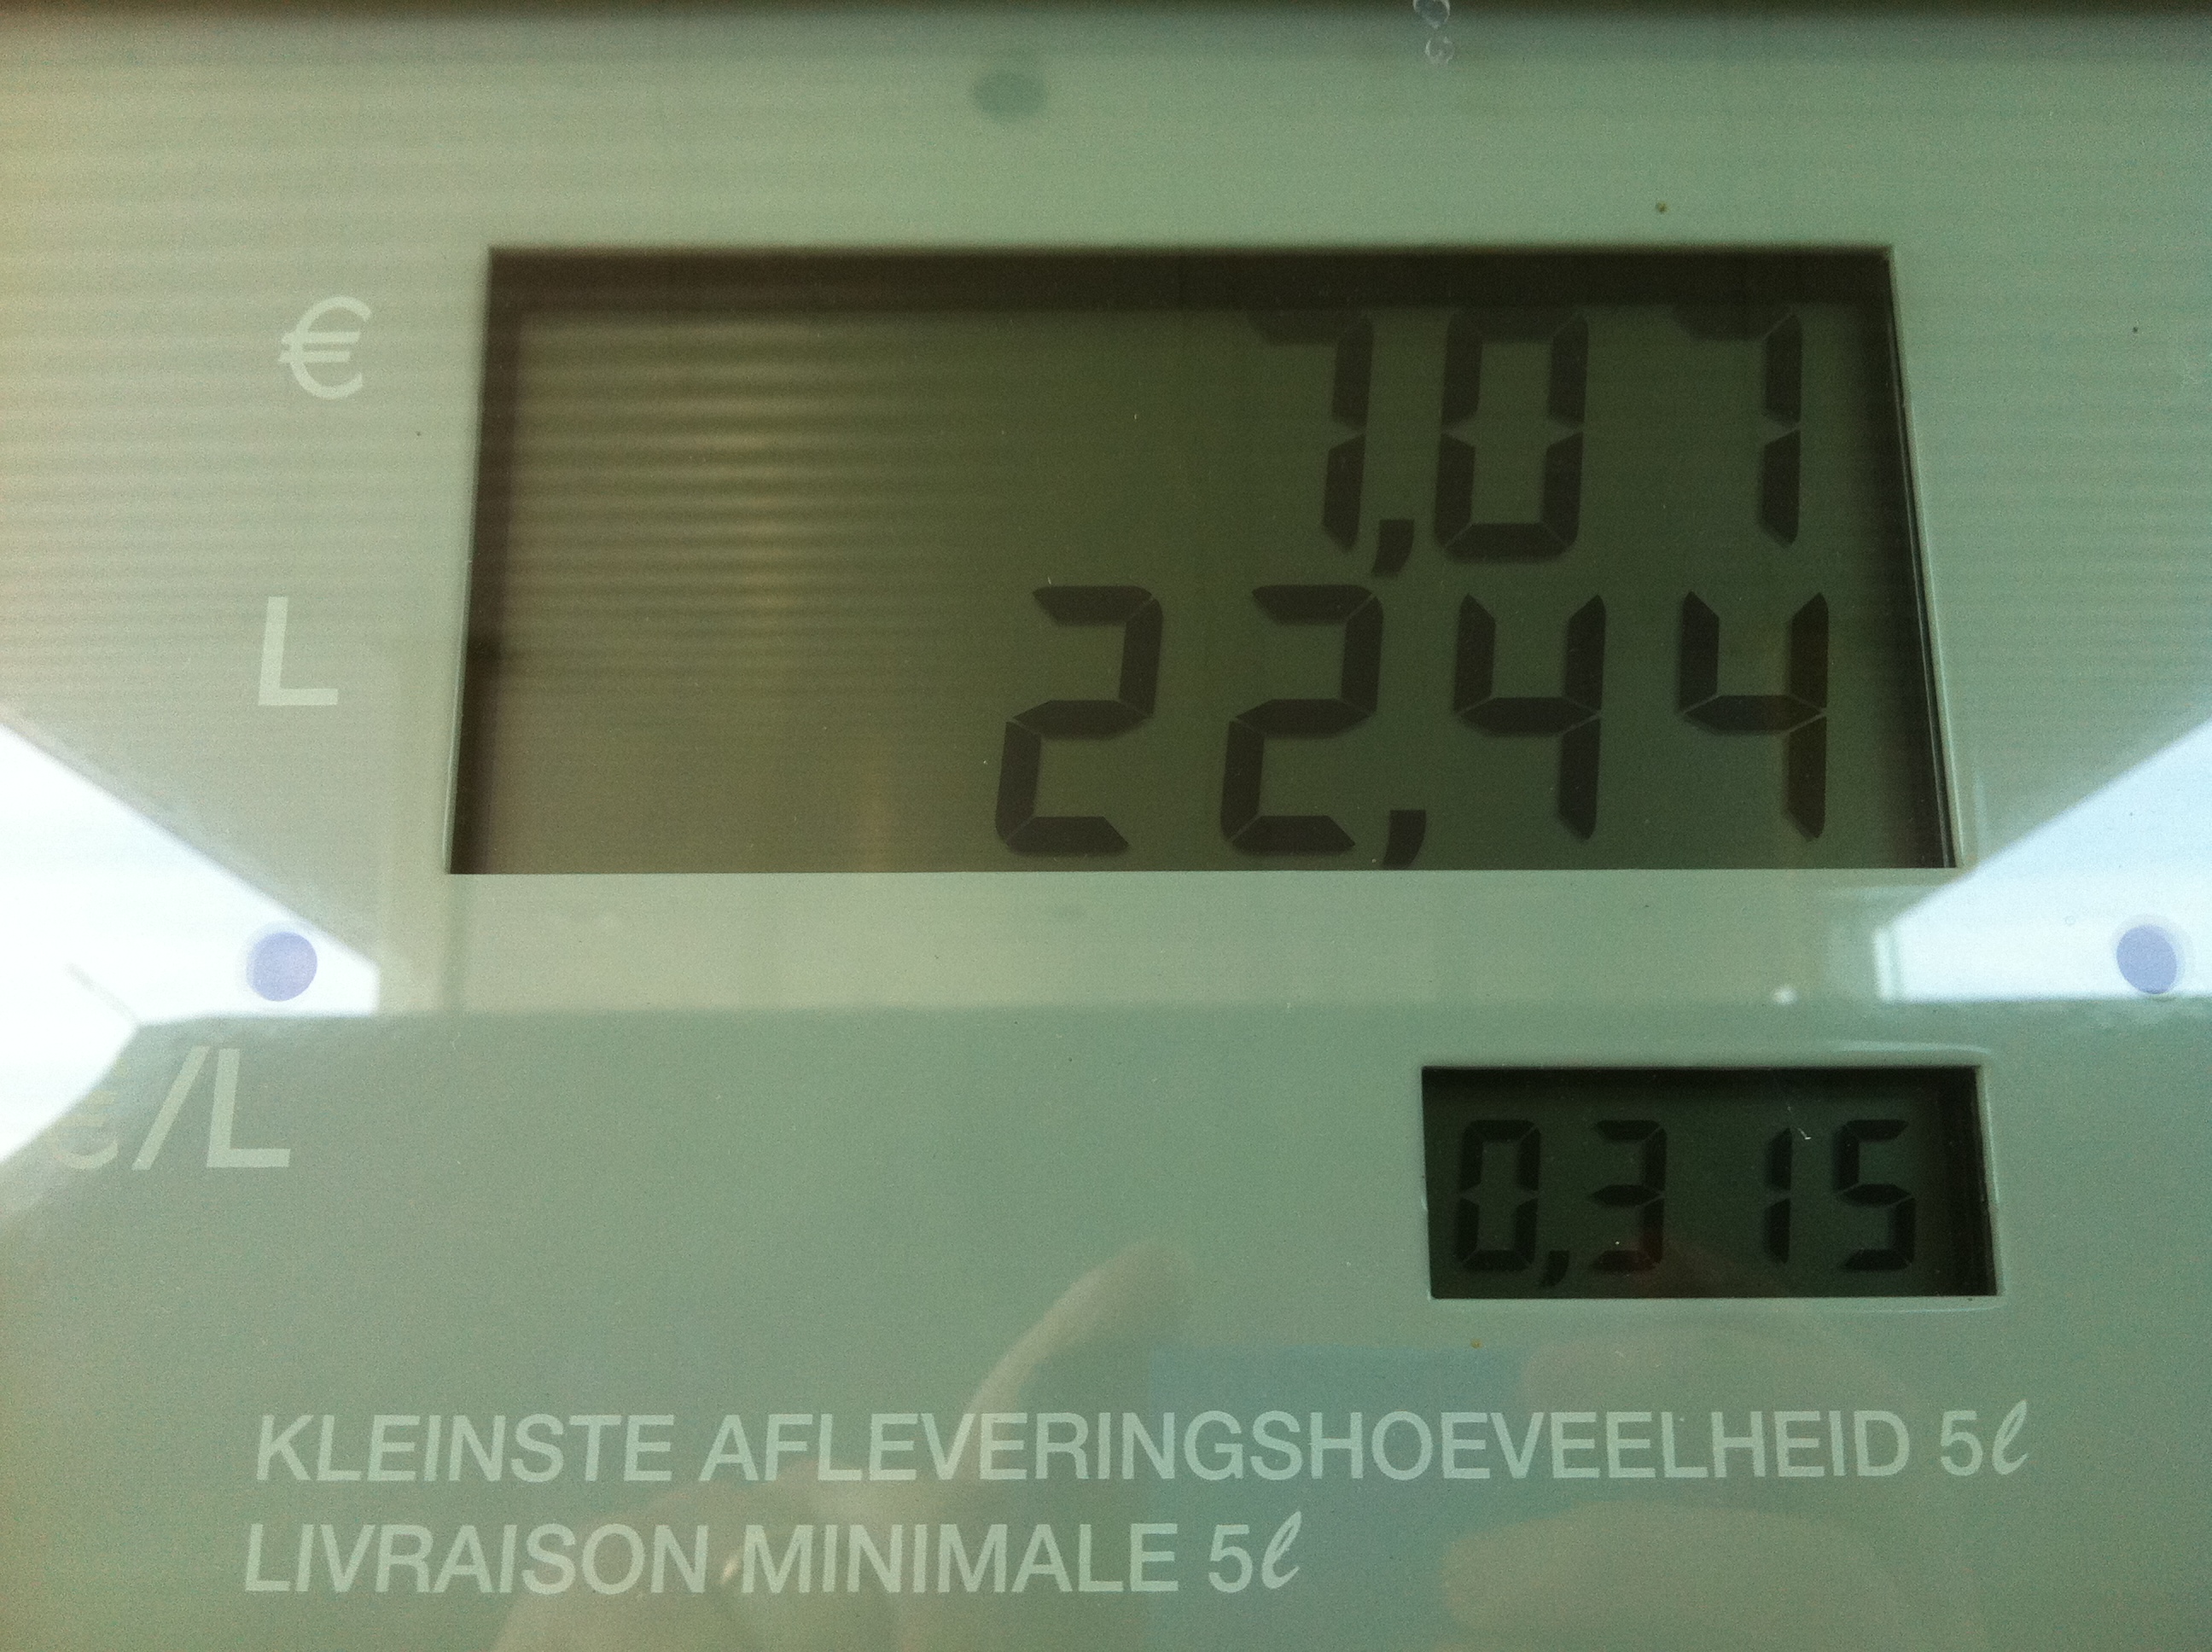 € 7,07
L 22,44
€/L 0,315
KLEINSTE AFLEVERINGSHOEVEELHEID 5ℓ
LIVRAISON MINIMALE 5ℓ